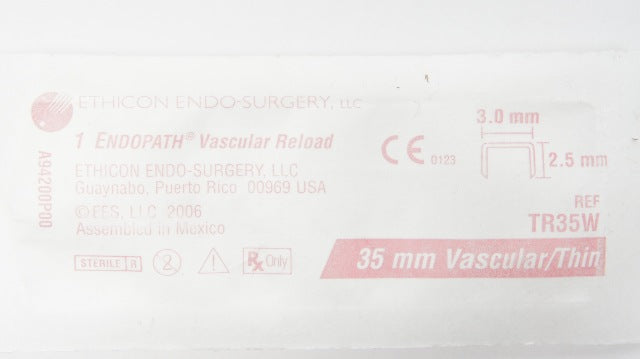 ETHICON ENDO-SURGERY, LLC
1 ENDOPATH® Vascular Reload
ETHICON ENDO-SURGERY, LLC
Guaynabo, Puerto Rico 00969 USA
©EES, LLC 2006
Assembled in Mexico
STERILE R
2
!
Rx Only
A94200P00
CE 0123
3.0 mm
2.5 mm
REF
TR35W
35 mm Vascular/Thin